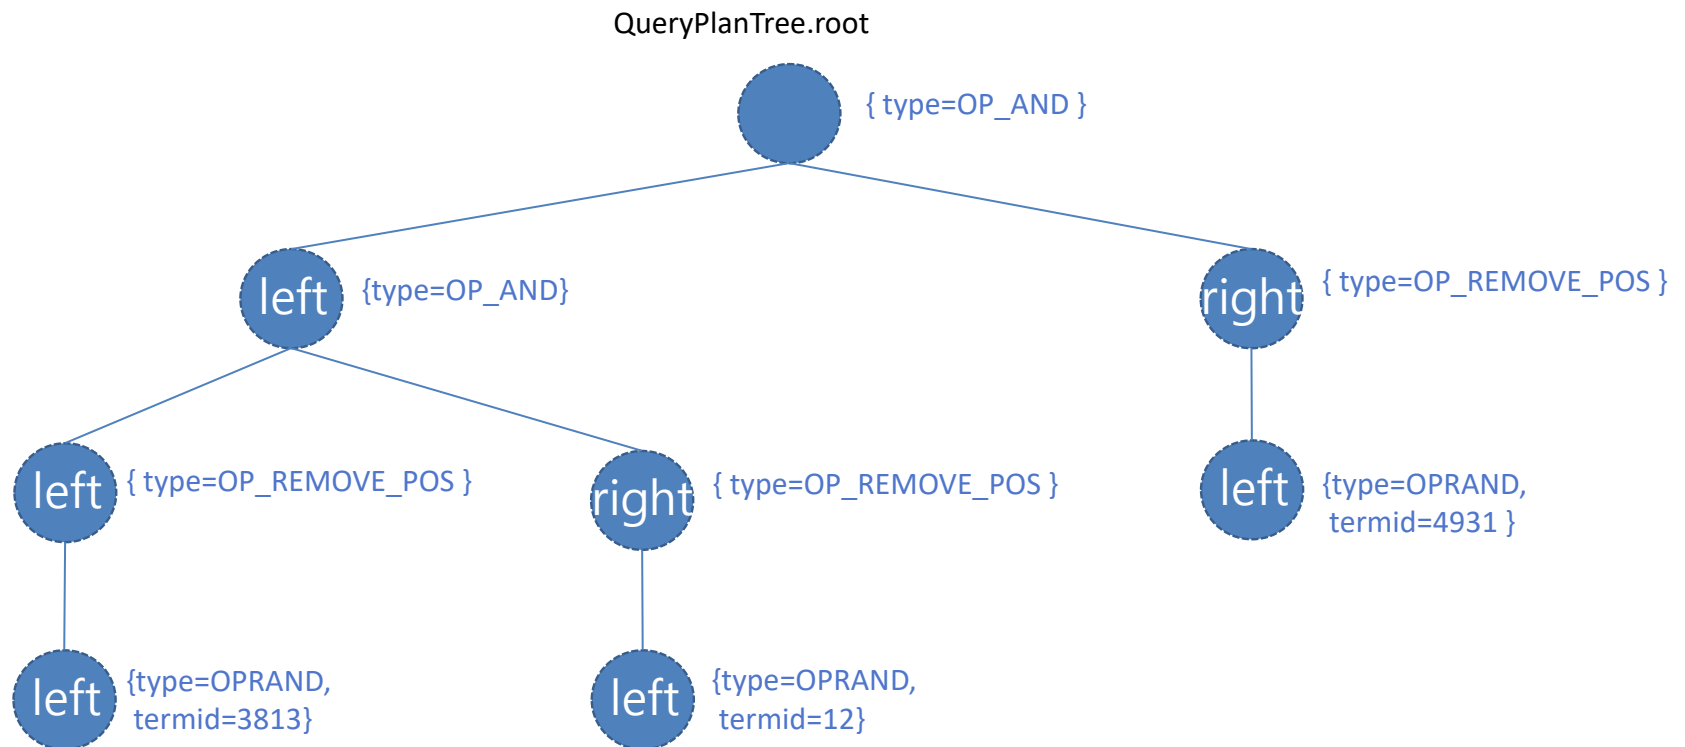 QueryPlanTree.root
{ type=OP_AND }
left
{type=OP_AND}
right
{ type=OP_REMOVE_POS }
left
{ type=OP_REMOVE_POS }
right
{ type=OP_REMOVE_POS }
left
{type=OPRAND,
termid=4931 }
left
{type=OPRAND,
termid=3813}
left
{type=OPRAND,
termid=12}